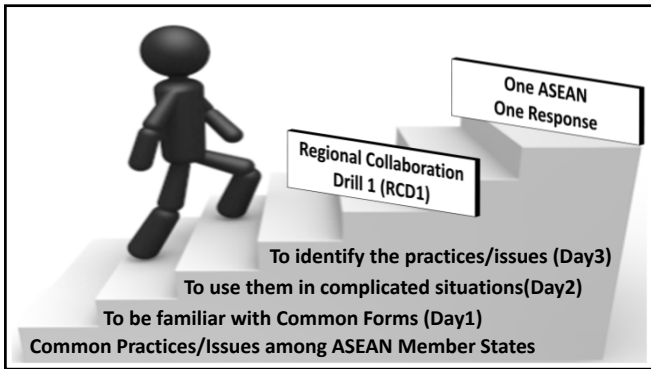 One ASEAN
One Response
Regional Collaboration
Drill 1 (RCD1)
To identify the practices/issues (Day3)
To use them in complicated situations(Day2)
To be familiar with Common Forms (Day1)
Common Practices/Issues among ASEAN Member States